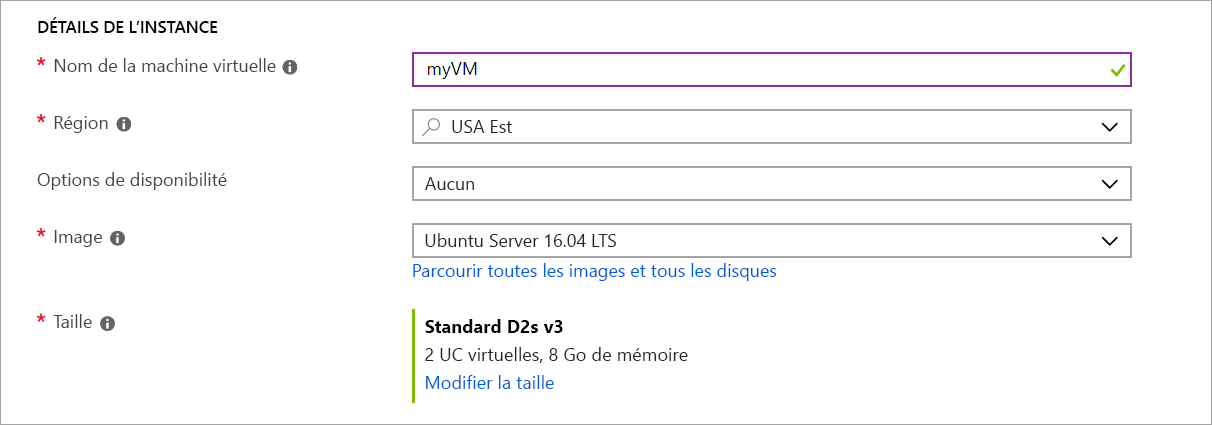 DÉTAILS DE L’INSTANCE
* Nom de la machine virtuelle
myVM
* Région
USA Est
Options de disponibilité
Aucun
* Image
Ubuntu Server 16.04 LTS
Parcourir toutes les images et tous les disques
* Taille
Standard D2s v3
2 UC virtuelles, 8 Go de mémoire
Modifier la taille